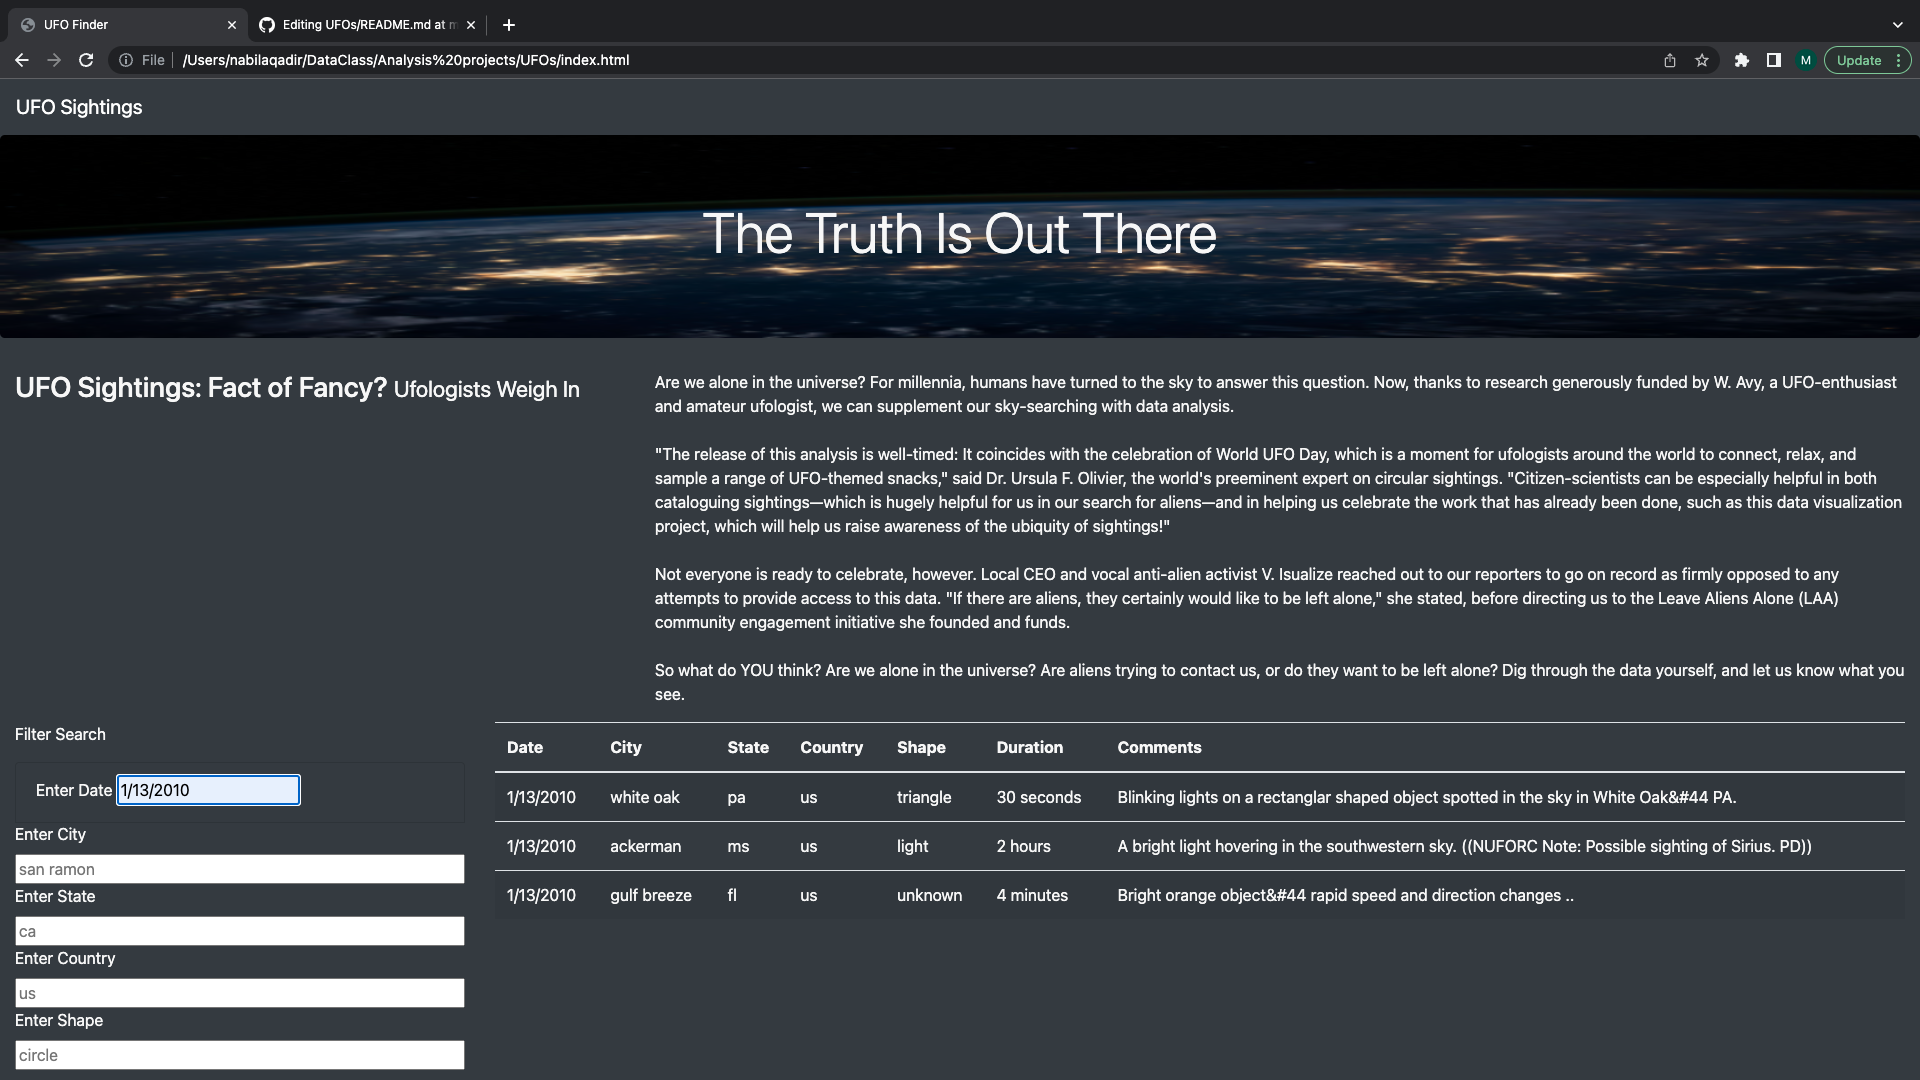 UFO Finder
Editing UFOs/README.md at
File
/Users/nabilaqadir/DataClass/Analysis%20projects/UFOs/index.html
M
Update
UFO Sightings
The Truth Is Out There
UFO Sightings: Fact of Fancy? Ufologists Weigh In
Are we alone in the universe? For millennia, humans have turned to the sky to answer this question. Now, thanks to research generously funded by W. Avy, a UFO-enthusiast
and amateur ufologist, we can supplement our sky-searching with data analysis.
"The release of this analysis is well-timed: It coincides with the celebration of World UFO Day, which is a moment for ufologists around the world to connect, relax, and
sample a range of UFO-themed snacks," said Dr. Ursula F. Olivier, the world's preeminent expert on circular sightings. "Citizen-scientists can be especially helpful in both
cataloguing sightings—which is hugely helpful for us in our search for aliens—and in helping us celebrate the work that has already been done, such as this data visualization
project, which will help us raise awareness of the ubiquity of sightings!"
Not everyone is ready to celebrate, however. Local CEO and vocal anti-alien activist V. Isualize reached out to our reporters to go on record as firmly opposed to any
attempts to provide access to this data. "If there are aliens, they certainly would like to be left alone," she stated, before directing us to the Leave Aliens Alone (LAA)
community engagement initiative she founded and funds.
So what do YOU think? Are we alone in the universe? Are aliens trying to contact us, or do they want to be left alone? Dig through the data yourself, and let us know what you
see.
Filter Search
Enter Date 1/13/2010
Enter City
san ramon
Enter State
ca
Enter Country
us
Enter Shape
circle
Date City State Country Shape Duration Comments
1/13/2010 white oak pa us triangle 30 seconds Blinking lights on a rectanglar shaped object spotted in the sky in White Oak&#44 PA.
1/13/2010 ackerman ms us light 2 hours A bright light hovering in the southwestern sky. ((NUFORC Note: Possible sighting of Sirius. PD))
1/13/2010 gulf breeze fl us unknown 4 minutes Bright orange object&#44 rapid speed and direction changes ..